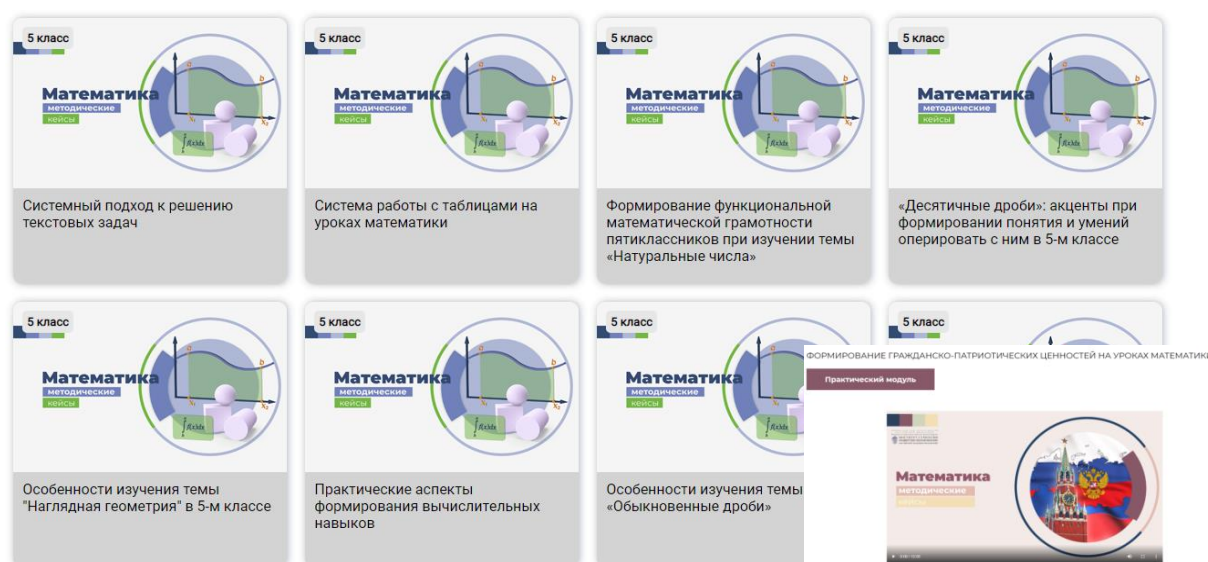 5 класс
Математика
методические
кейсы
Системный подход к решению
текстовых задач
5 класс
Математика
методические
кейсы
Система работы с таблицами на
уроках математики
5 класс
Математика
методические
кейсы
Формирование функциональной
математической грамотности
пятиклассников при изучении темы
«Натуральные числа»
5 класс
Математика
методические
кейсы
«Десятичные дроби»: акценты при
формировании понятия и умений
оперировать с ним в 5-м классе
5 класс
Математика
методические
кейсы
Особенности изучения темы
"Наглядная геометрия" в 5-м классе
5 класс
Математика
методические
кейсы
Практические аспекты
формирования вычислительных
навыков
5 класс
Математика
методические
кейсы
Особенности изучения темы
«Обыкновенные дроби»
5 класс
ФОРМИРОВАНИЕ ГРАЖДАНСКО-ПАТРИОТИЧЕСКИХ ЦЕННОСТЕЙ НА УРОКАХ МАТЕМАТИКИ
Практический модуль
Математика
методические
кейсы